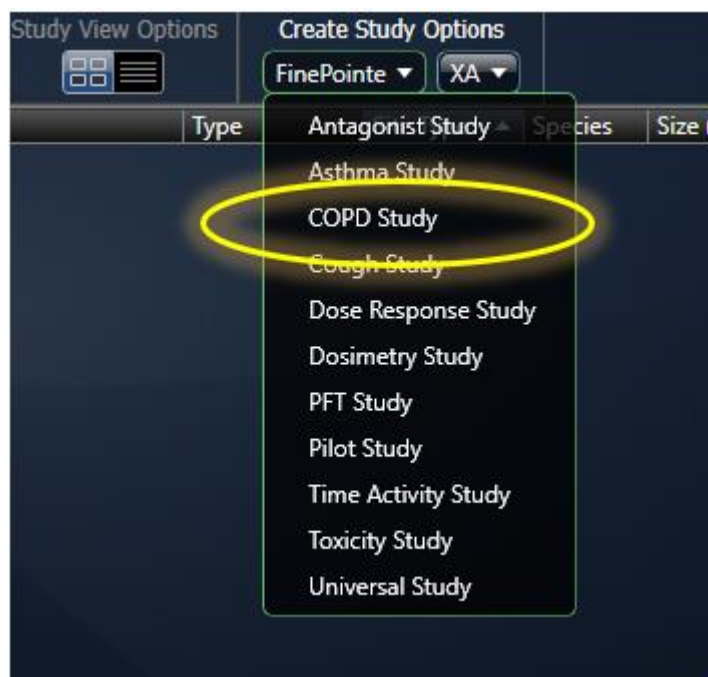 Study View Options
Create Study Options
FinePointe
XA
Type
Species
Size
Antagonist Study
Asthma Study
COPD Study
Cough Study
Dose Response Study
Dosimetry Study
PFT Study
Pilot Study
Time Activity Study
Toxicity Study
Universal Study